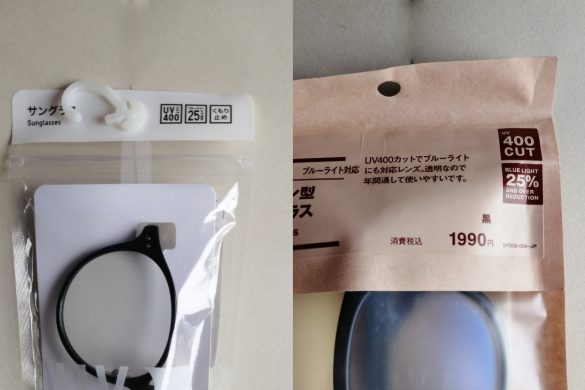 サングラス
Sunglasses
UV
400
25%
くもり
止め
UV
ブルーライト対応
UV400カットでブルーライト
にも対応レンズ。透明なので
年間通して使いやすいです。
UV
400
CUT
BLUE LIGHT
25%
AND OVER
REDUCTION
ン型
ラス
s
黒
消費税込
1990円